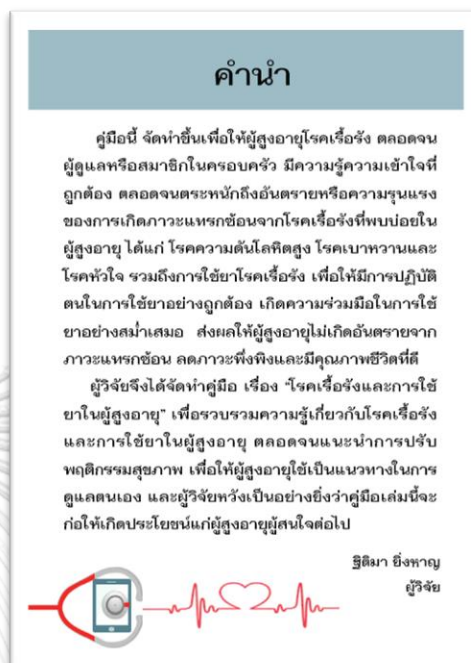 คำนำ
คู่มือนี้ จัดทำขึ้นเพื่อให้ผู้สูงอายุโรคเรื้อรัง ตลอดจน
ผู้ดูแลหรือสมาชิกในครอบครัว มีความรู้ความเข้าใจที่
ถูกต้อง ตลอดจนตระหนักถึงอันตรายหรือความรุนแรง
ของการเกิดภาวะแทรกซ้อนจากโรคเรื้อรังที่พบบ่อยใน
ผู้สูงอายุ ได้แก่ โรคความดันโลหิตสูง โรคเบาหวานและ
โรคหัวใจ รวมถึงการใช้ยาโรคเรื้อรัง เพื่อให้มีการปฏิบัติ
ตนในการใช้ยาอย่างถูกต้อง เกิดความร่วมมือในการใช้
ยาอย่างสม่ำเสมอ ส่งผลให้ผู้สูงอายุไม่เกิดอันตรายจาก
ภาวะแทรกซ้อน ลดภาวะพึ่งพิงและมีคุณภาพชีวิตที่ดี
ผู้วิจัยจึงได้จัดทำคู่มือ เรื่อง "โรคเรื้อรังและการใช้
ยาในผู้สูงอายุ" เพื่อรวบรวมความรู้เกี่ยวกับโรคเรื้อรัง
และการใช้ยาในผู้สูงอายุ ตลอดจนแนะนำการปรับ
พฤติกรรมสุขภาพ เพื่อให้ผู้สูงอายุใช้เป็นแนวทางในการ
ดูแลตนเอง และผู้วิจัยหวังเป็นอย่างยิ่งว่าคู่มือเล่มนี้จะ
ก่อให้เกิดประโยชน์แก่ผู้สูงอายุผู้สนใจต่อไป
ฐิติมา ยิ่งหาญ
ผู้วิจัย